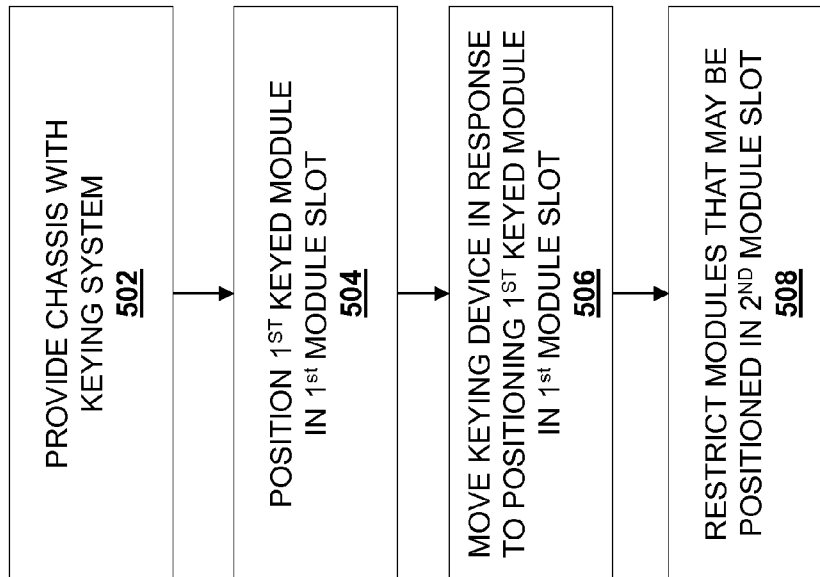 PROVIDE CHASSIS WITH
KEYING SYSTEM
502
POSITION 1ST KEYED MODULE
IN 1st MODULE SLOT
504
MOVE KEYING DEVICE IN RESPONSE
TO POSITIONING 1ST KEYED MODULE
IN 1st MODULE SLOT
506
RESTRICT MODULES THAT MAY BE
POSITIONED IN 2ND MODULE SLOT
508